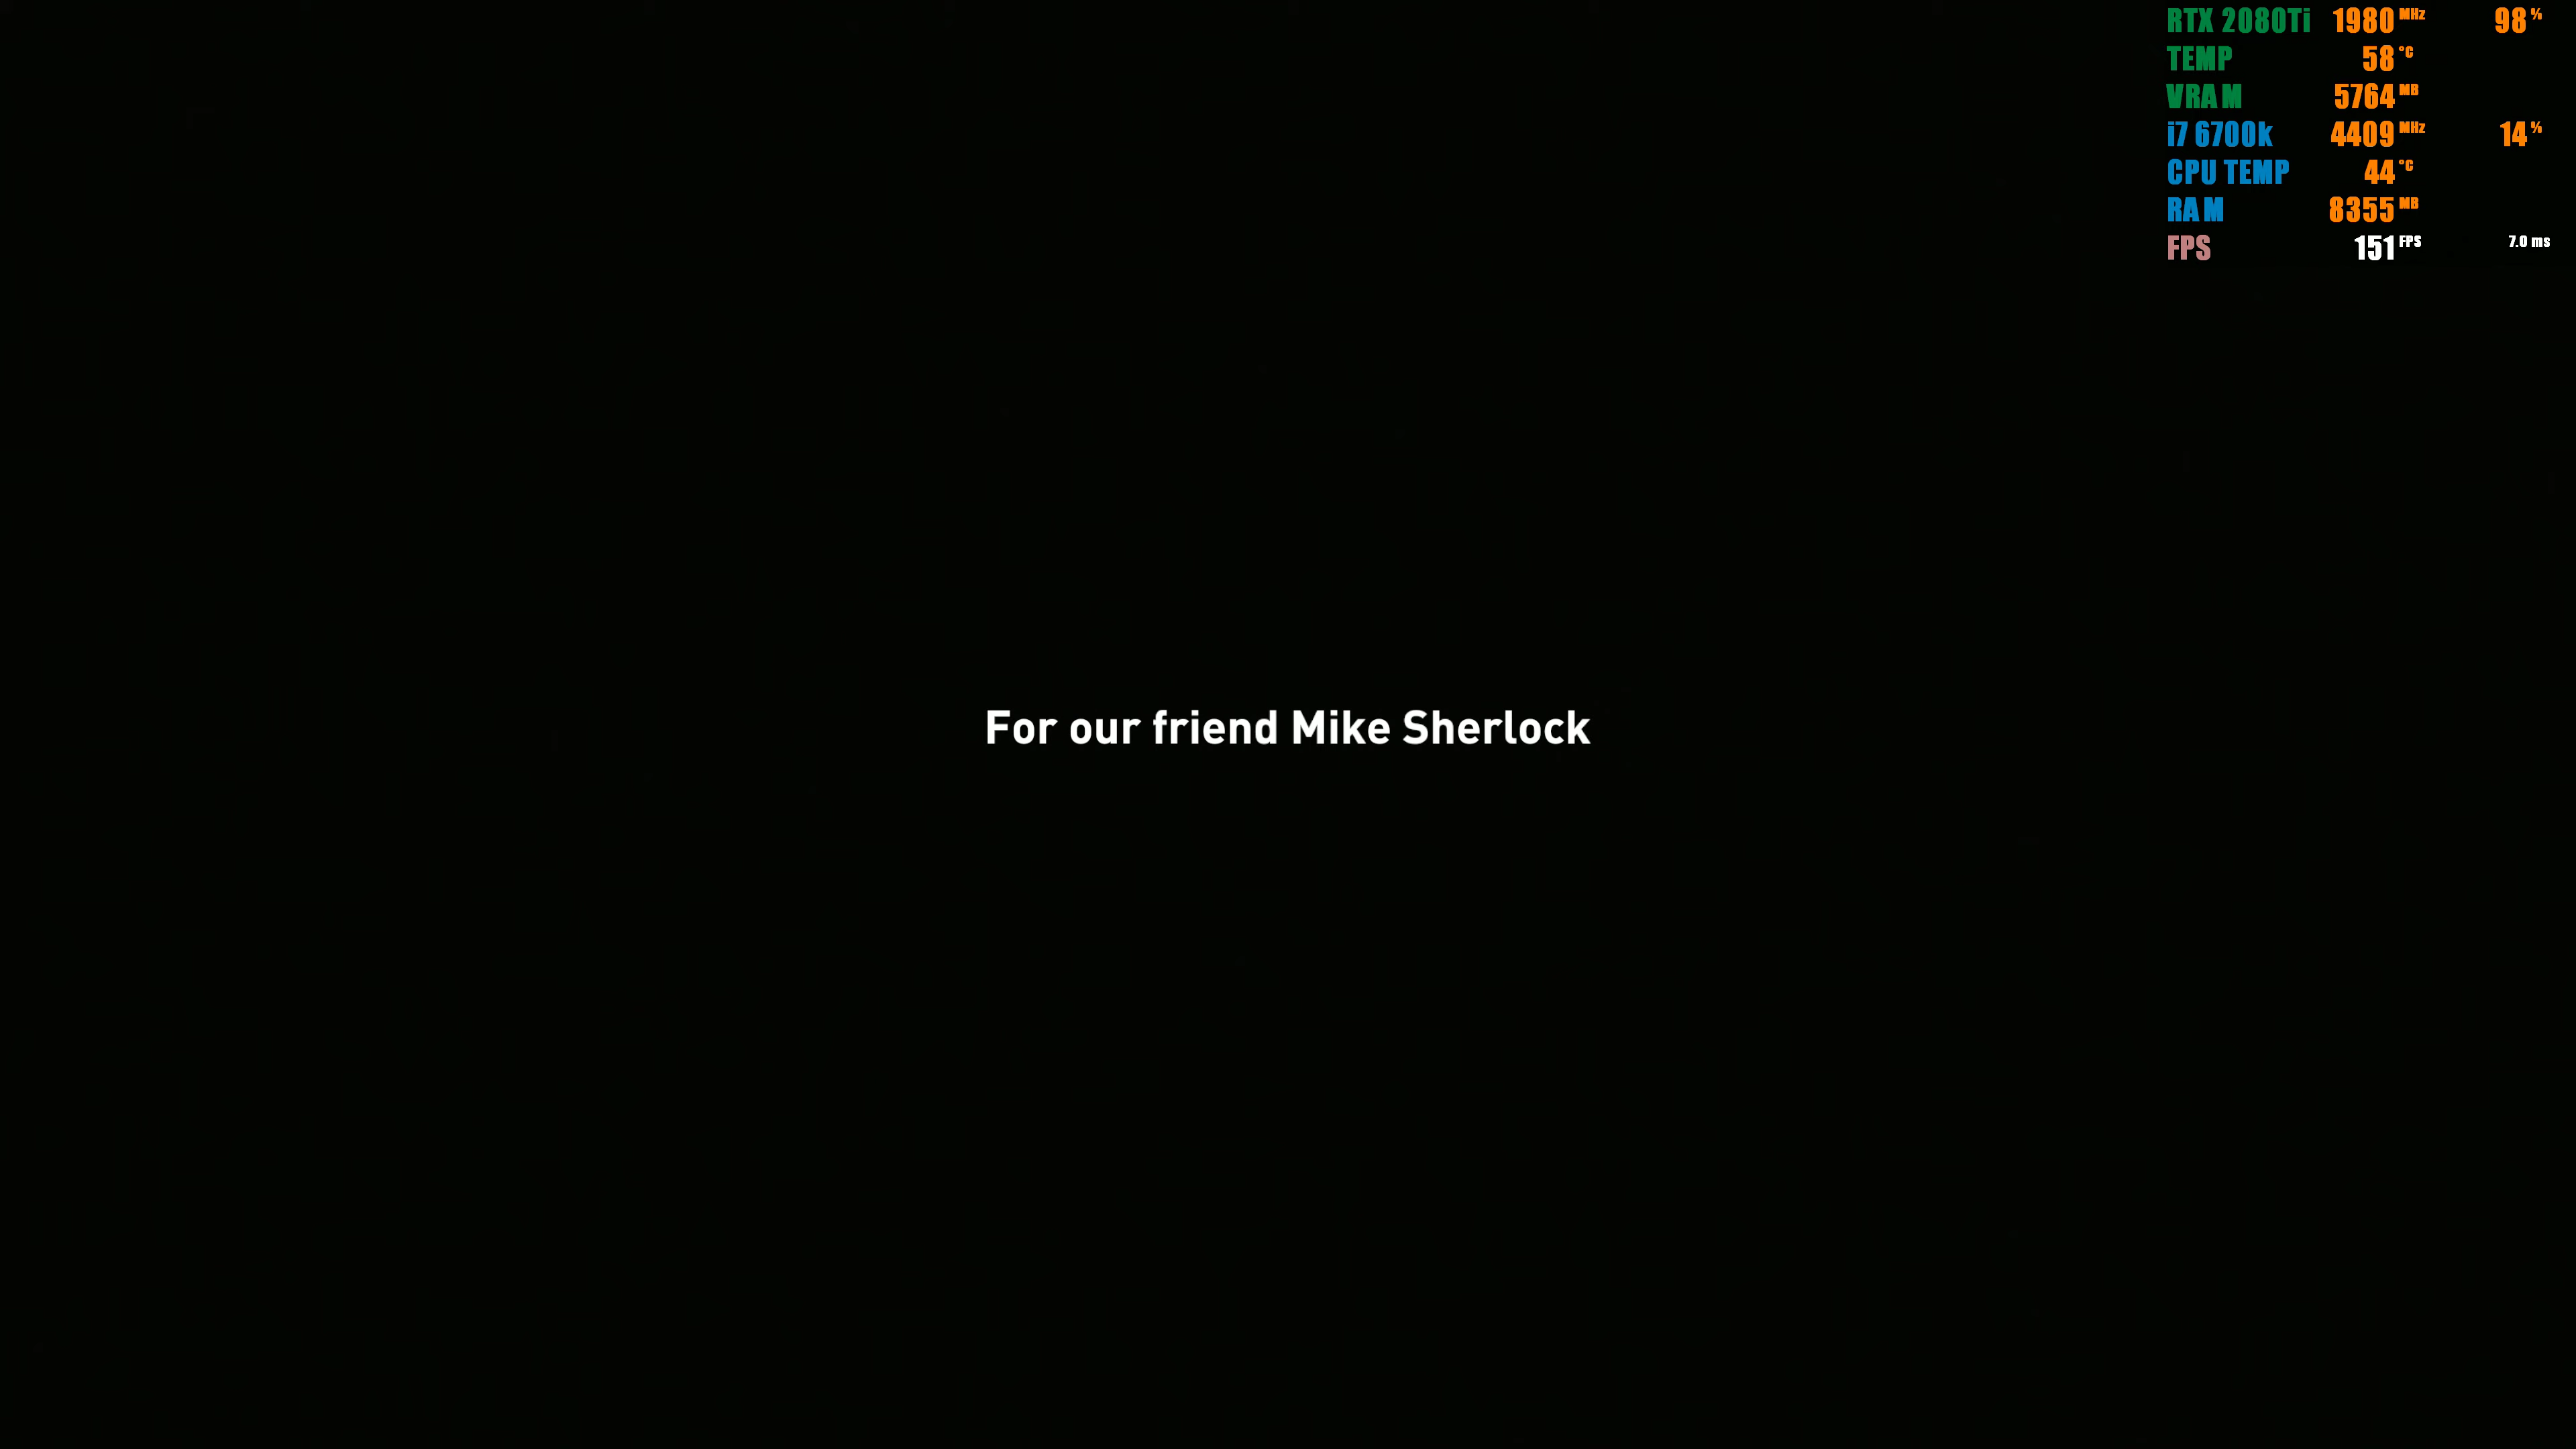 RTX 2080Ti 1980 MHz 98 %
TEMP 58 °C
VRAM 5764 MB
i7 6700k 4409 MHz 14 %
CPU TEMP 44 °C
RAM 8355 MB
FPS 151 FPS 7.0 ms
For our friend Mike Sherlock